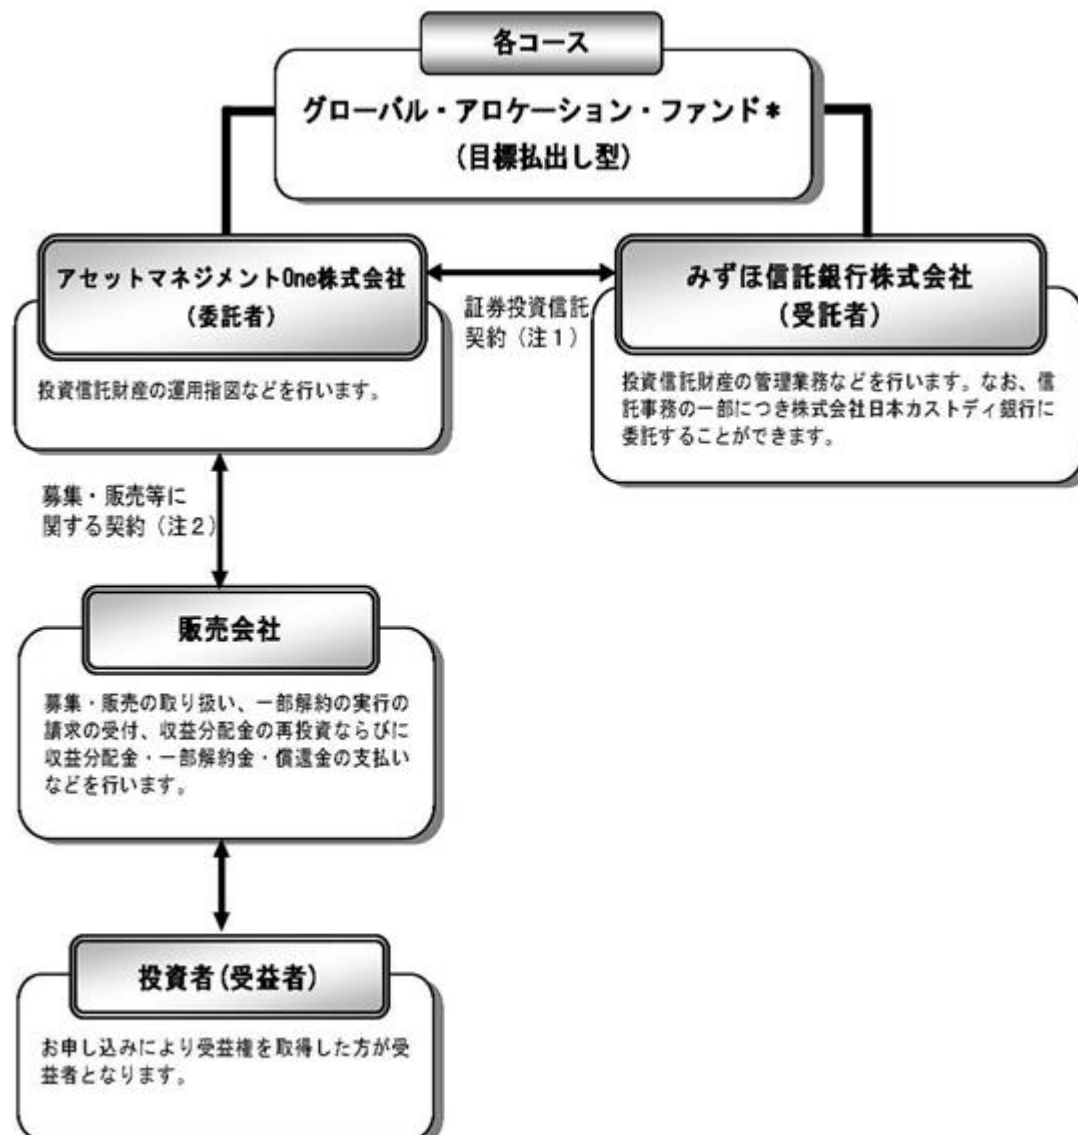 各コース
グローバル・アロケーション・ファンド*
(目標払出し型)
アセットマネジメントOne株式会社
(委託者)
投資信託財産の運用指図などを行います。
証券投資信託
契約(注1)
みずほ信託銀行株式会社
(受託者)
投資信託財産の管理業務などを行います。なお、信
託事務の一部につき株式会社日本カストディ銀行に
委託することができます。
募集・販売等に
関する契約(注2)
販売会社
募集・販売の取り扱い、一部解約の実行の
請求の受付、収益分配金の再投資ならびに
収益分配金・一部解約金・償還金の支払い
などを行います。
投資者(受益者)
お申し込みにより受益権を取得した方が受
益者となります。